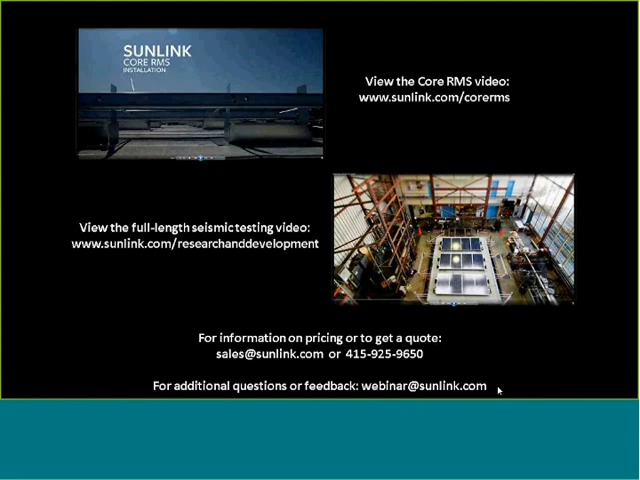 SUNLINK
CORE RMS
INSTALLATION
View the Core RMS video:
www.sunlink.com/corerms
View the full-length seismic testing video:
www.sunlink.com/researchanddevelopment
For information on pricing or to get a quote:
sales@sunlink.com or 415-925-9650
For additional questions or feedback: webinar@sunlink.com